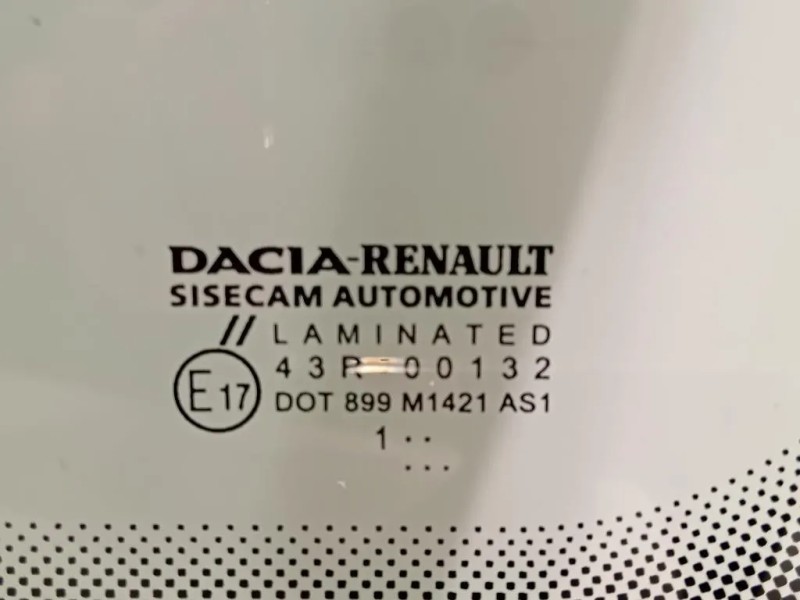 DACIA-RENAULT
SISECAM AUTOMOTIVE
// LAMINATED
43R-00132
E17 DOT 899 M1421 AS1
1 ..
...